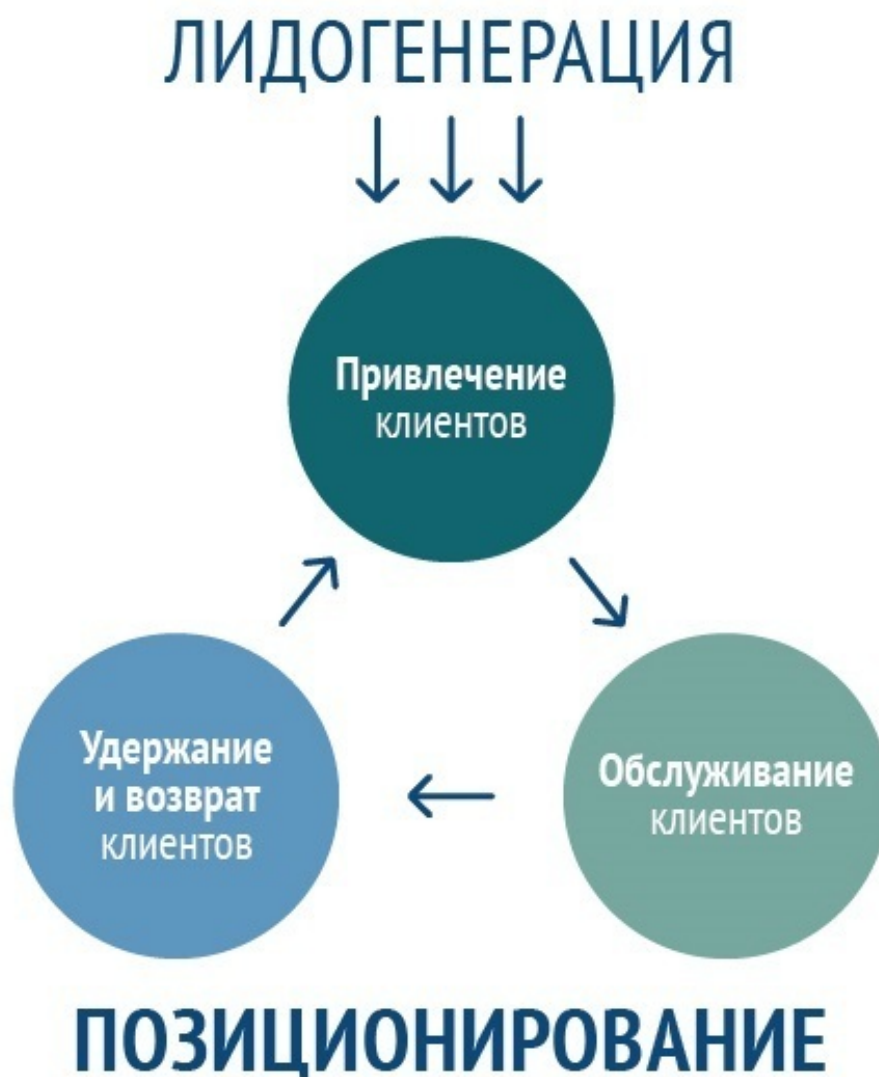 ЛИДОГЕНЕРАЦИЯ
Привлечение
клиентов
Удержание
и возврат
клиентов
Обслуживание
клиентов
ПОЗИЦИОНИРОВАНИЕ